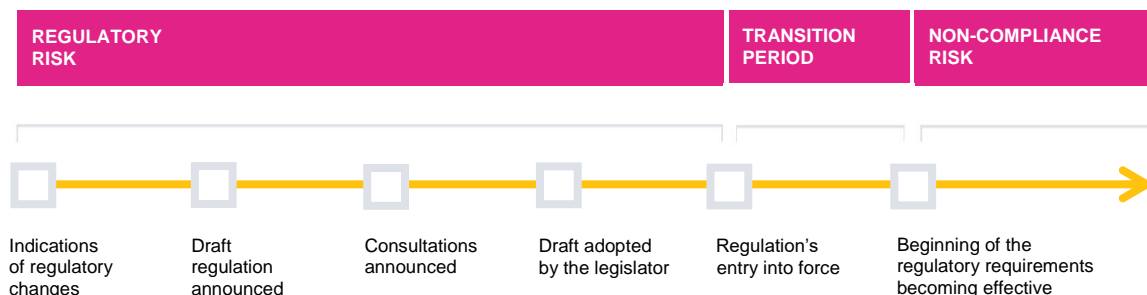 REGULATORY
RISK
TRANSITION
PERIOD
NON-COMPLIANCE
RISK
Indications
of regulatory
changes
Draft
regulation
announced
Consultations
announced
Draft adopted
by the legislator
Regulation's
entry into force
Beginning of the
regulatory requirements
becoming effective